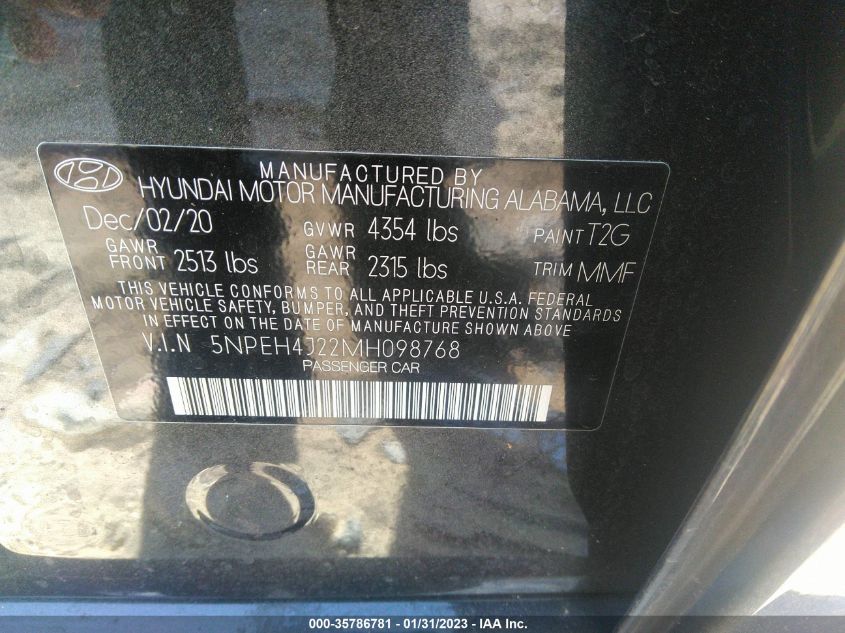 MANUFACTURED BY
HYUNDAI MOTOR MANUFACTURING ALABAMA, LLC
Dec/02/20 GVWR 4354 lbs PAINT T2G
GAWR FRONT 2513 lbs GAWR REAR 2315 lbs TRIM MMF
THIS VEHICLE CONFORMS TO ALL APPLICABLE U.S.A. FEDERAL
MOTOR VEHICLE SAFETY, BUMPER, AND THEFT PREVENTION STANDARDS
IN EFFECT ON THE DATE OF MANUFACTURE SHOWN ABOVE
V.I.N 5NPEH4J22MH098768
PASSENGER CAR
000-35786781 - 01/31/2023 - © IAA Inc.